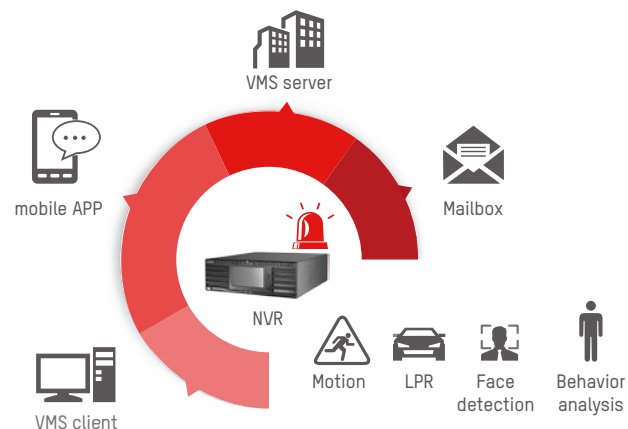 VMS server
mobile APP
Mailbox
NVR
Motion
LPR
Face
detection
Behavior
analysis
VMS client